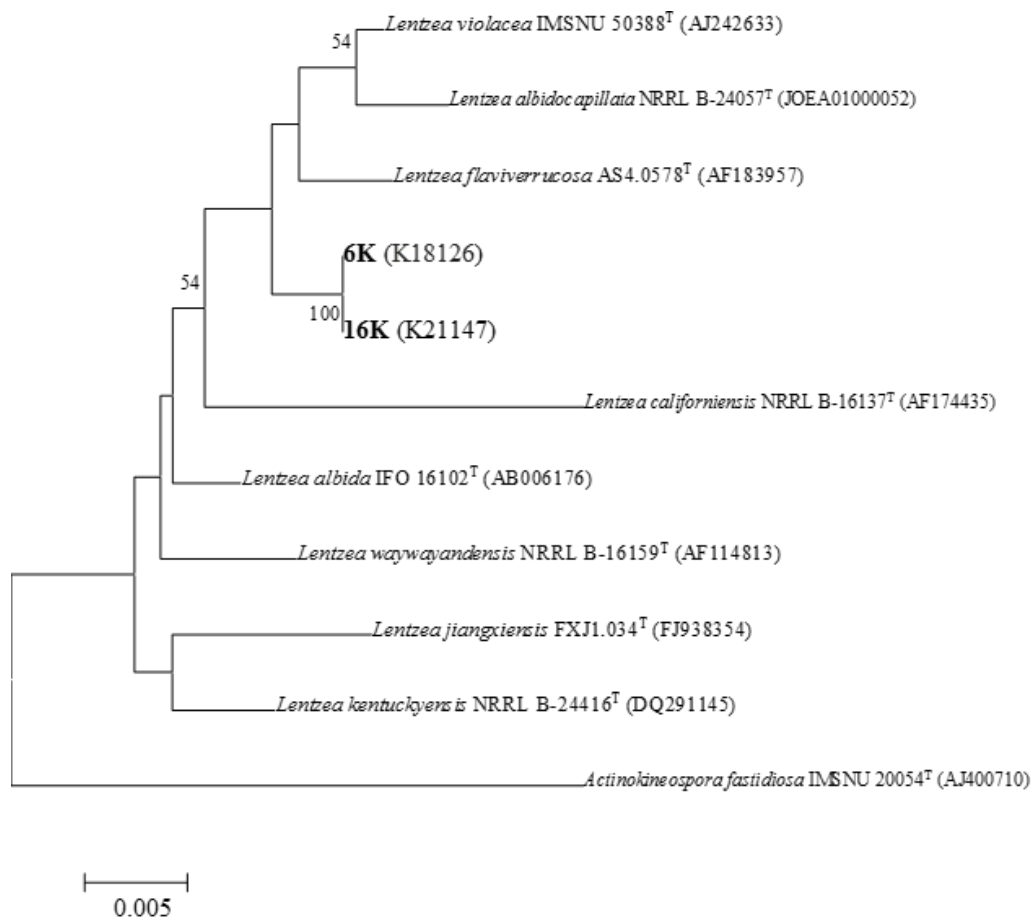 Lentzea violacea IMSNU 50388T (AJ242633)
54
Lentzea albidocapillata NRRL B-24057T (JOEA01000052)
Lentzea flaviverrucosa AS4.0578T (AF183957)
6K (K18126)
54
100
16K (K21147)
Lentzea californiensis NRRL B-16137T (AF174435)
Lentzea albida IFO 16102T (AB006176)
Lentzea waywayandensis NRRL B-16159T (AF114813)
Lentzea jiangxiensis FXJ1.034T (FJ938354)
Lentzea kentuckyensis NRRL B-24416T (DQ291145)
Actinokineospora fastidiosa IMSNU 20054T (AJ400710)
0.005